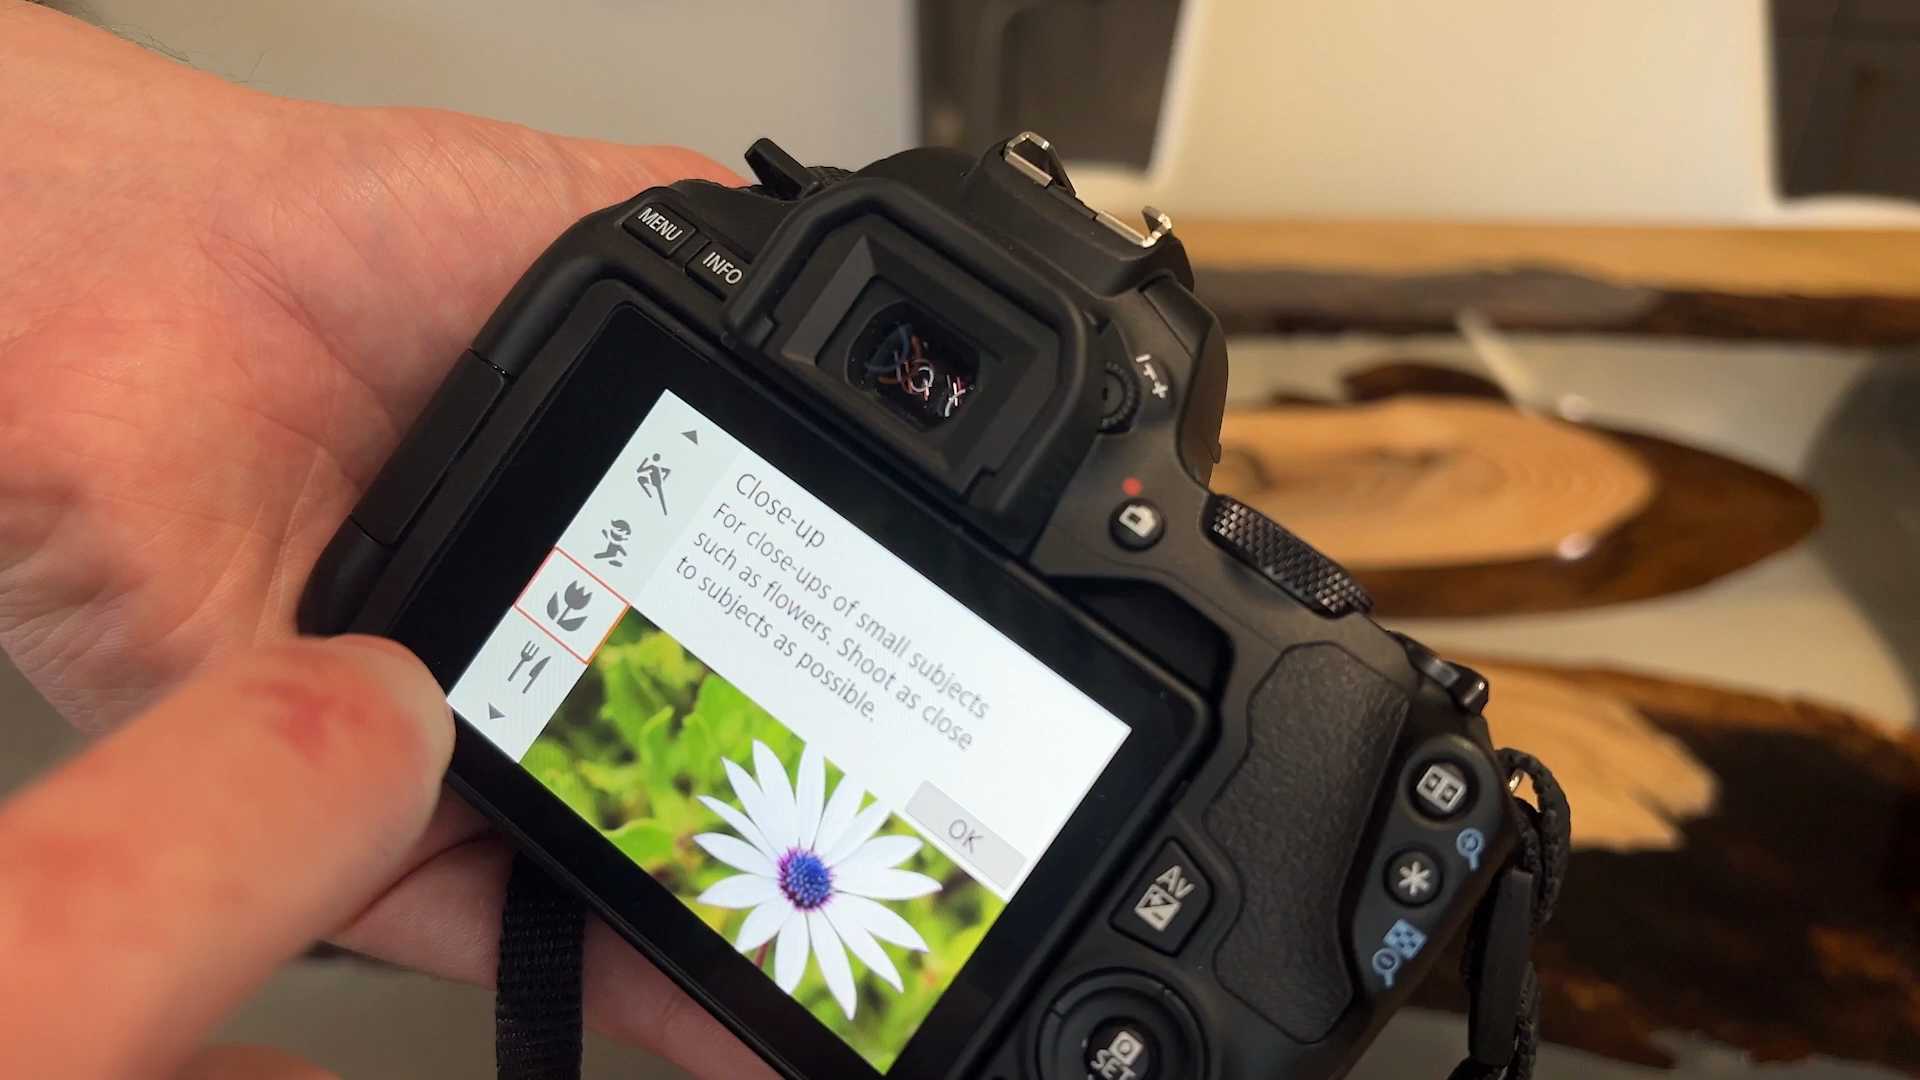 MENU
INFO
Close-up
For close-ups of small subjects
such as flowers. Shoot as close
to subjects as possible.
OK
AV
Q
SET